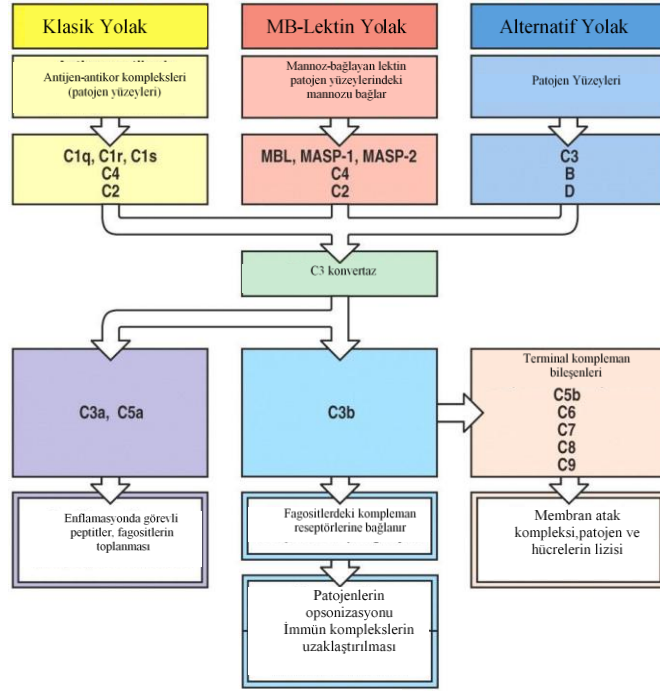 Klasik Yolak
MB-Lektin Yolak
Alternatif Yolak
Antijen-antikor kompleksleri
(patojen yüzeyleri)
Mannoz-bağlayan lektin
patojen yüzeylerindeki
mannozu bağlar
Patojen Yüzeyleri
C1q, C1r, C1s
C4
C2
MBL, MASP-1, MASP-2
C4
C2
C3
B
D
C3 konvertaz
C3a, C5a
C3b
Terminal kompleman
bileşenleri
C5b
C6
C7
C8
C9
Enflamasyonda görevli
peptitler, fagositlerin
toplanması
Fagositlerdeki kompleman
reseptörlerine bağlanır
Membran atak
kompleksi,patojen ve
hücrelerin lizisi
Patojenlerin
opsonizasyonu
İmmün komplekslerin
uzaklaştırılması